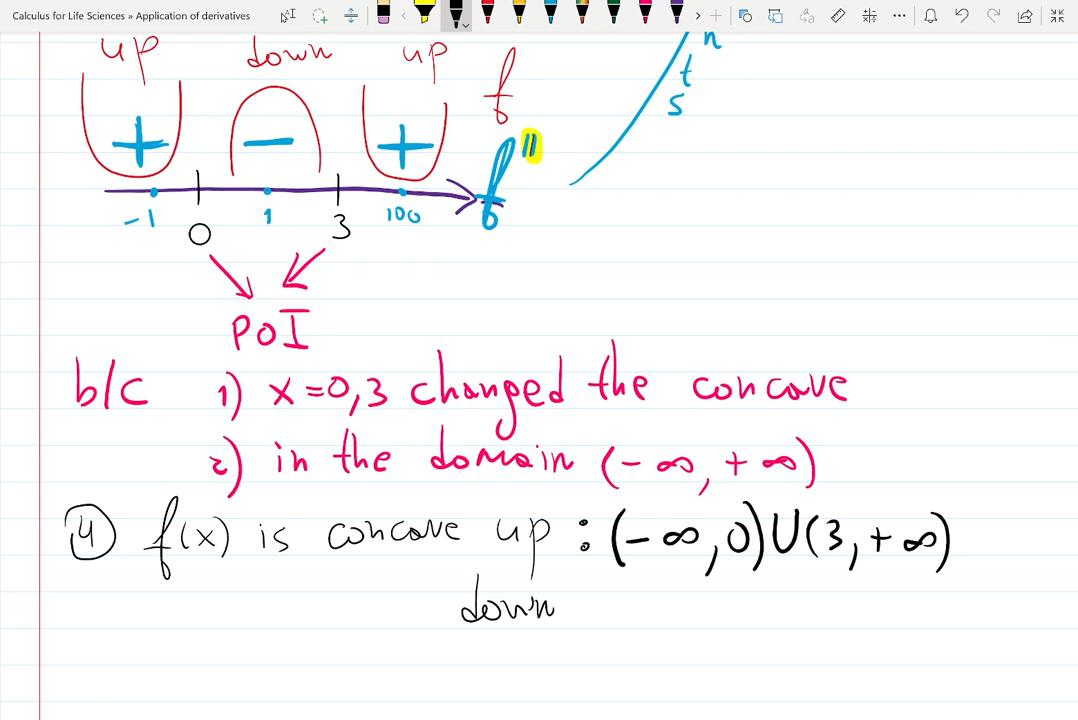 Calculus for Life Sciences » Application of derivatives
up down up f n
+ − + f" t
s
-1 0 1 3 100
POI
b/c 1) x=0,3 changed the concave
2) in the domain (-∞, +∞)
4 f(x) is concave up : (-∞,0)U(3,+∞)
down